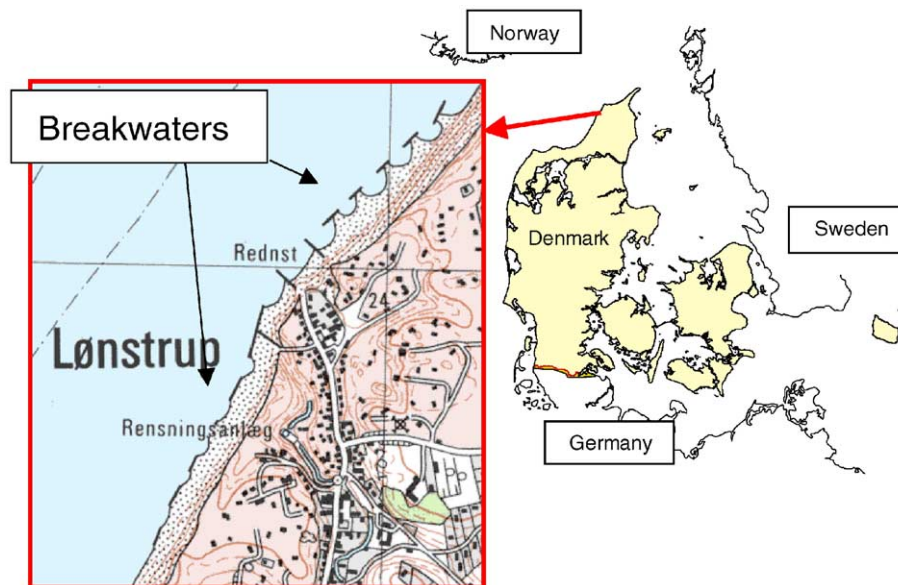 Norway
Breakwaters
Rednst
Denmark
Sweden
24
Lønstrup
Rensningsanlæg
Germany